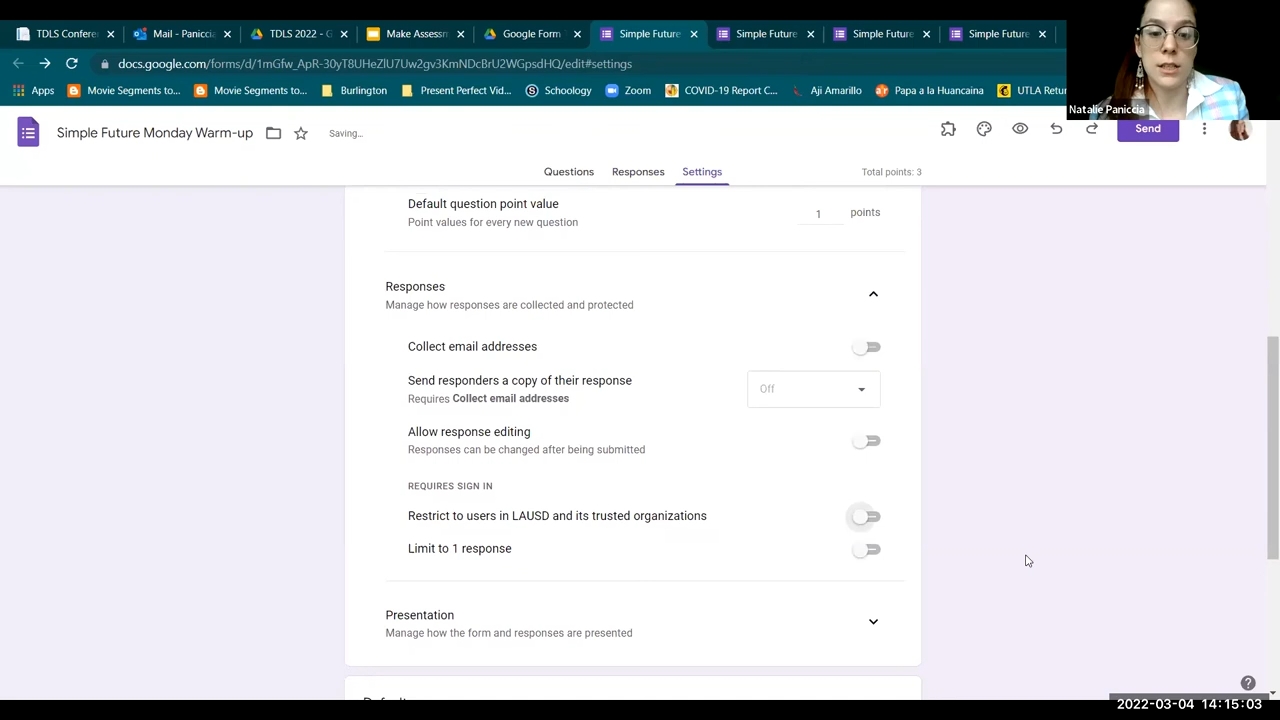 TDLS Conferen
Mail - Paniccia
TDLS 2022 - G
Make Assessm
Google Form
Simple Future
Simple Future
Simple Future
Simple Future
docs.google.com/forms/d/1mGfw_ApR-30yT8UHeZlU7Uw2gv3KmNDcBrU2WGpsdHQ/edit#settings
Apps
Movie Segments to...
Movie Segments to...
Burlington
Present Perfect Vid...
Schoology
Zoom
COVID-19 Report C...
Aji Amarillo
Papa a la Huancaina
UTLA Retur
Natalie Paniccia
Simple Future Monday Warm-up
Saving...
Send
Questions
Responses
Settings
Total points: 3
Default question point value
Point values for every new question
1 points
Responses
Manage how responses are collected and protected
Collect email addresses
Send responders a copy of their response
Requires Collect email addresses
Off
Allow response editing
Responses can be changed after being submitted
REQUIRES SIGN IN
Restrict to users in LAUSD and its trusted organizations
Limit to 1 response
Presentation
Manage how the form and responses are presented
2022-03-04 14:15:03